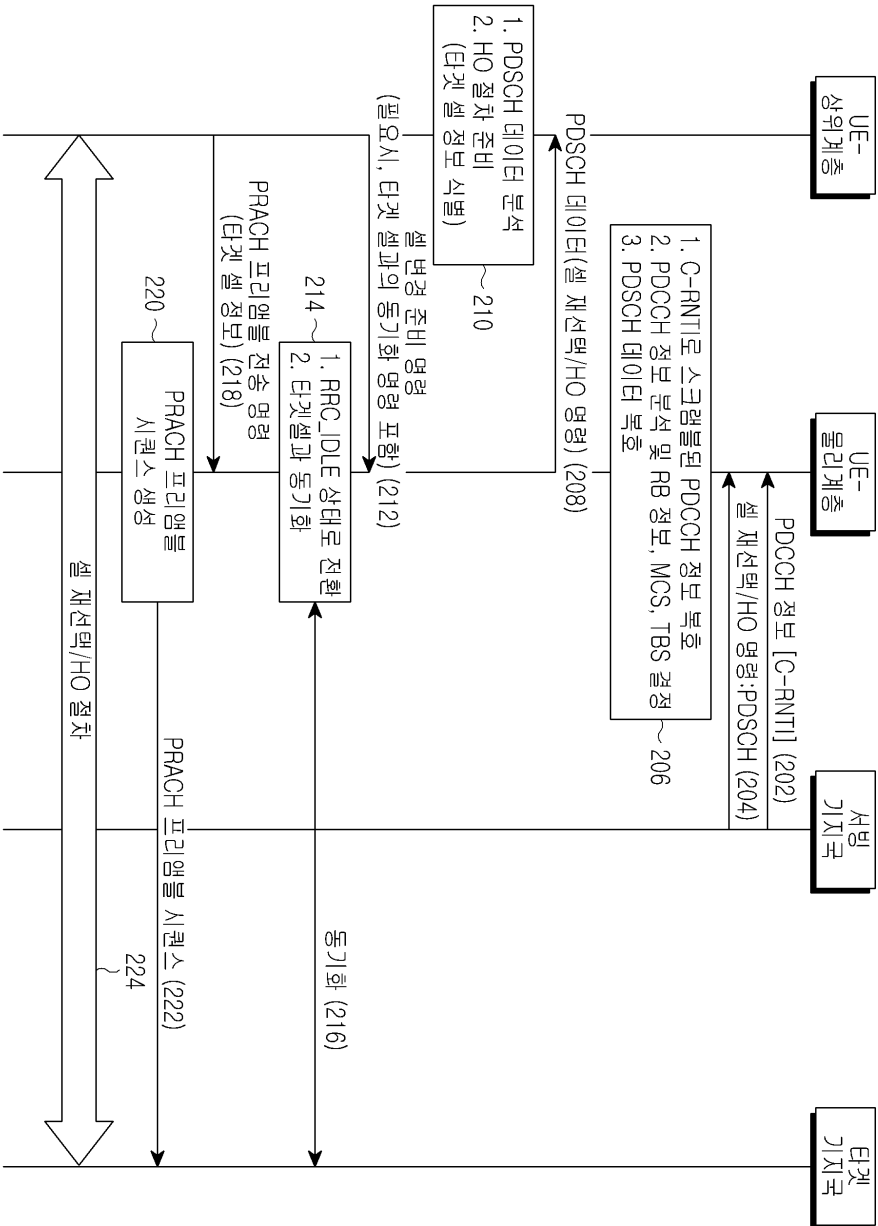 UE-
상위계층
UE-
물리계층
서빙
기지국
타겟
기지국
PDCCH 정보 [C-RNTI] (202)
셀 재선택/HO 명령:PDSCH (204)
1. C-RNTI로 스크램블된 PDCCH 정보 복호
2. PDCCH 정보 분석 및 RB 정보, MCS, TBS 결정
3. PDSCH 데이터 복호
206
PDSCH 데이터(셀 재선택/HO 명령) (208)
1. PDSCH 데이터 분석
2. HO 절차 준비
(타겟 셀 정보 식별)
210
셀 변경 준비 명령
(필요시, 타겟 셀과의 동기화 명령 포함) (212)
214
1. RRC_IDLE 상태로 전환
2. 타겟셀과 동기화
동기화 (216)
PRACH 프리앰블 전송 명령
(타겟 셀 정보) (218)
220
PRACH 프리앰블
시퀀스 생성
PRACH 프리앰블 시퀀스 (222)
셀 재선택/HO 절차
224